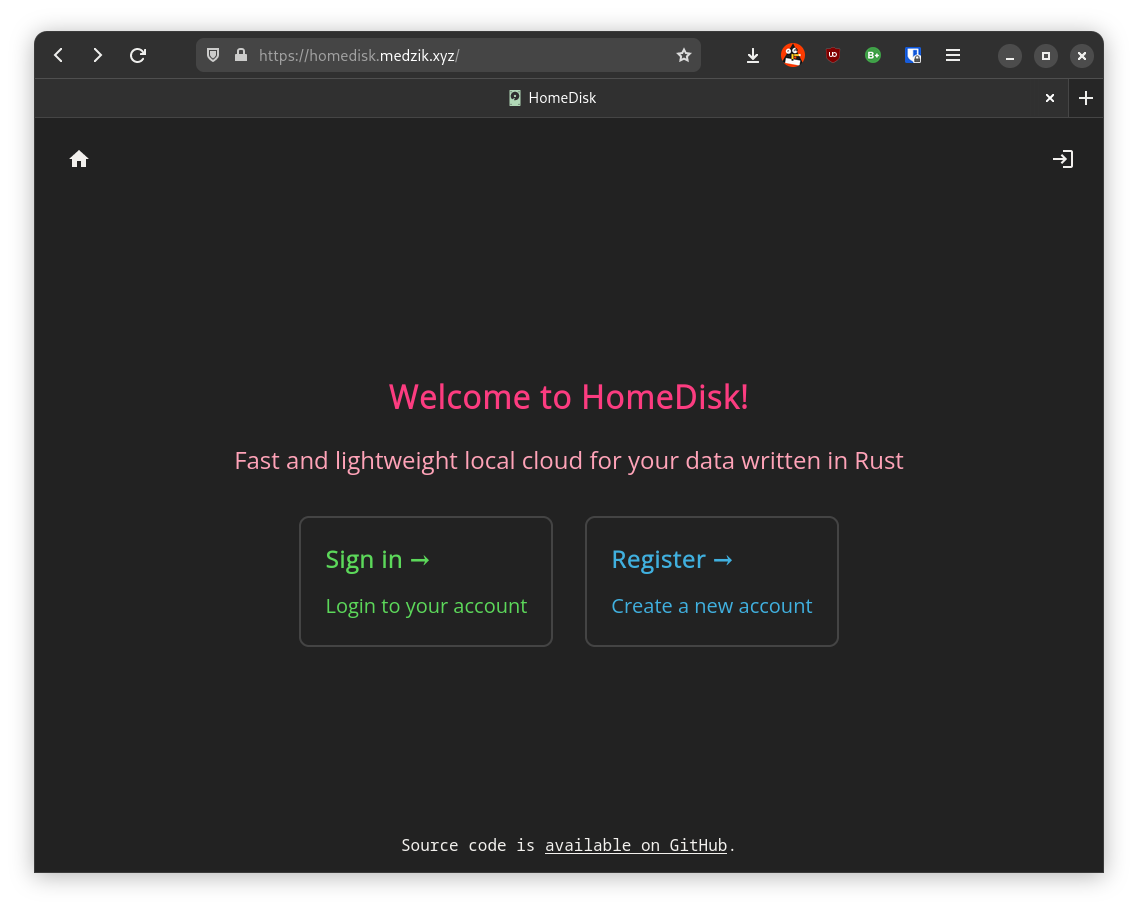 https://homedisk.medzik.xyz/
HomeDisk
Welcome to HomeDisk!
Fast and lightweight local cloud for your data written in Rust
Sign in →
Login to your account
Register →
Create a new account
Source code is available on GitHub.